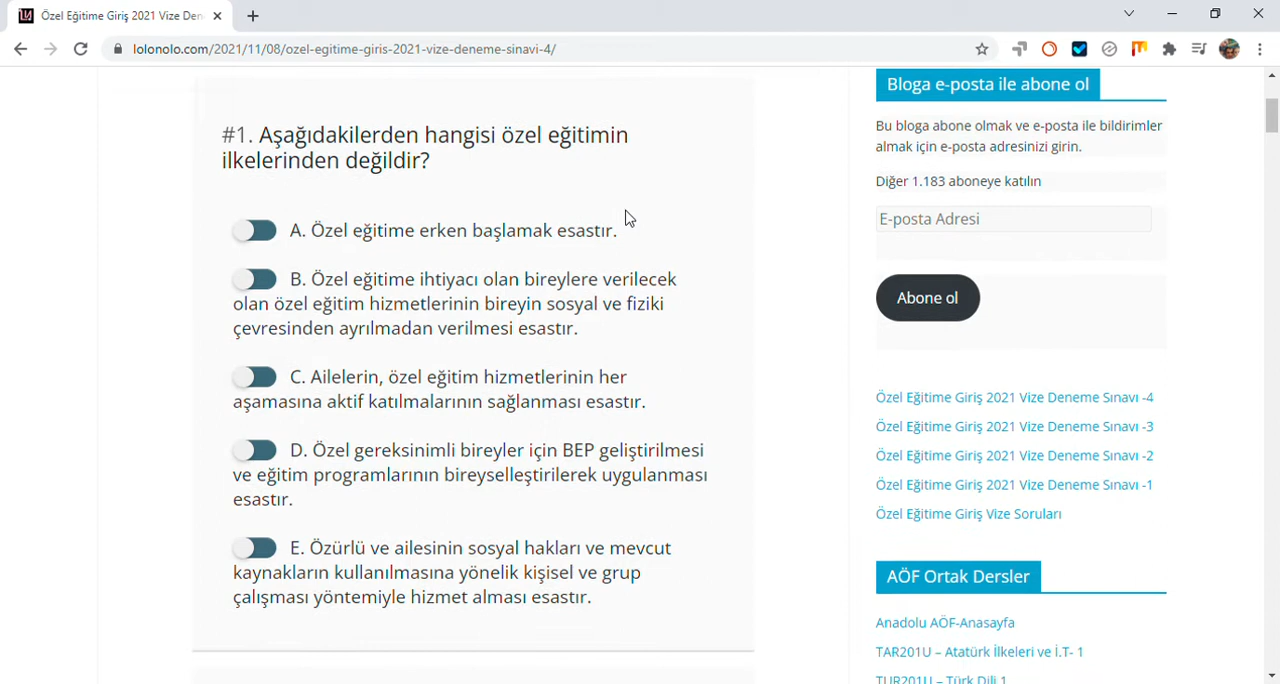 Özel Eğitime Giriş 2021 Vize Den
lolonolo.com/2021/11/08/ozel-egitime-giris-2021-vize-deneme-sinavi-4/
#1. Aşağıdakilerden hangisi özel eğitimin
ilkelerinden değildir?
A. Özel eğitime erken başlamak esastır.
B. Özel eğitime ihtiyacı olan bireylere verilecek
olan özel eğitim hizmetlerinin bireyin sosyal ve fiziki
çevresinden ayrılmadan verilmesi esastır.
C. Ailelerin, özel eğitim hizmetlerinin her
aşamasına aktif katılmalarının sağlanması esastır.
D. Özel gereksinimli bireyler için BEP geliştirilmesi
ve eğitim programlarının bireyselleştirilerek uygulanması
esastır.
E. Özürlü ve ailesinin sosyal hakları ve mevcut
kaynakların kullanılmasına yönelik kişisel ve grup
çalışması yöntemiyle hizmet alması esastır.
Bloga e-posta ile abone ol
Bu bloga abone olmak ve e-posta ile bildirimler
almak için e-posta adresinizi girin.
Diğer 1.183 aboneye katılın
E-posta Adresi
Abone ol
Özel Eğitime Giriş 2021 Vize Deneme Sınavı -4
Özel Eğitime Giriş 2021 Vize Deneme Sınavı -3
Özel Eğitime Giriş 2021 Vize Deneme Sınavı -2
Özel Eğitime Giriş 2021 Vize Deneme Sınavı -1
Özel Eğitime Giriş Vize Soruları
AÖF Ortak Dersler
Anadolu AÖF-Anasayfa
TAR201U – Atatürk İlkeleri ve İ.T- 1
TUR201U – Türk Dili 1